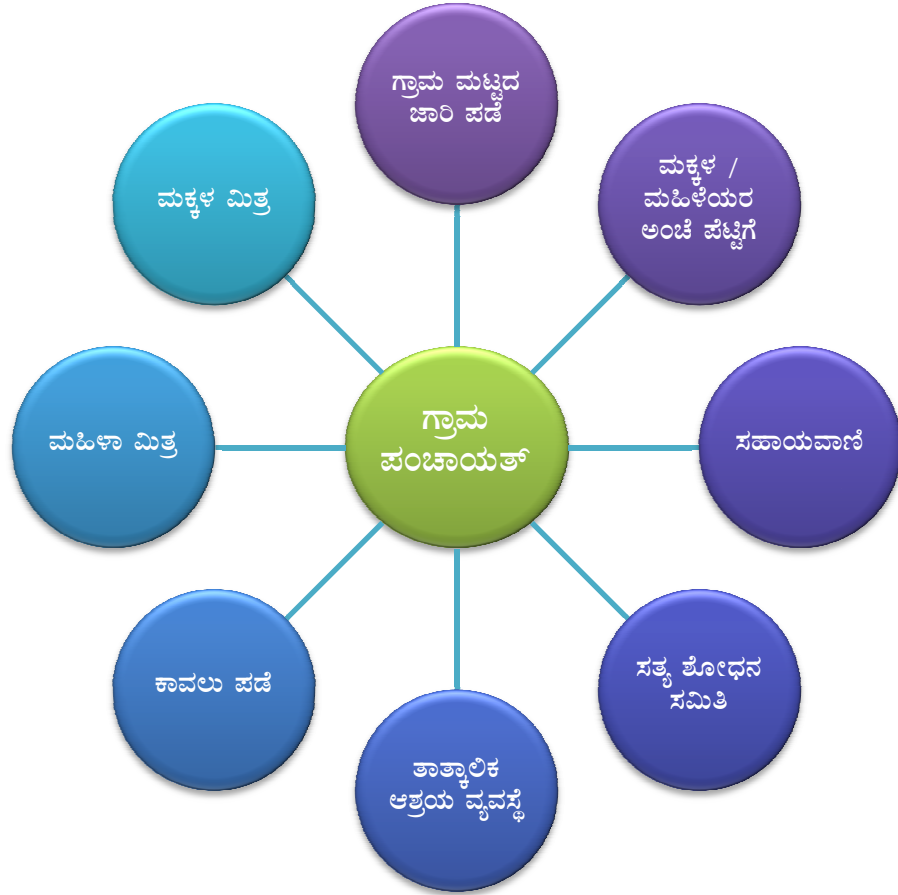 ಗ್ರಾಮ ಮಟ್ಟದ
ಜಾರಿ ಪಡೆ
ಮಕ್ಕಳ /
ಮಹಿಳೆಯರ
ಅಂಚೆ ಪೆಟ್ಟಿಗೆ
ಮಕ್ಕಳ ಮಿತ್ರ
ಗ್ರಾಮ
ಪಂಚಾಯತ್
ಮಹಿಳಾ ಮಿತ್ರ
ಸಹಾಯವಾಣಿ
ಕಾವಲು ಪಡೆ
ಸತ್ಯ ಶೋಧನ
ಸಮಿತಿ
ತಾತ್ಕಾಲಿಕ
ಆಶ್ರಯ ವ್ಯವಸ್ಥೆ